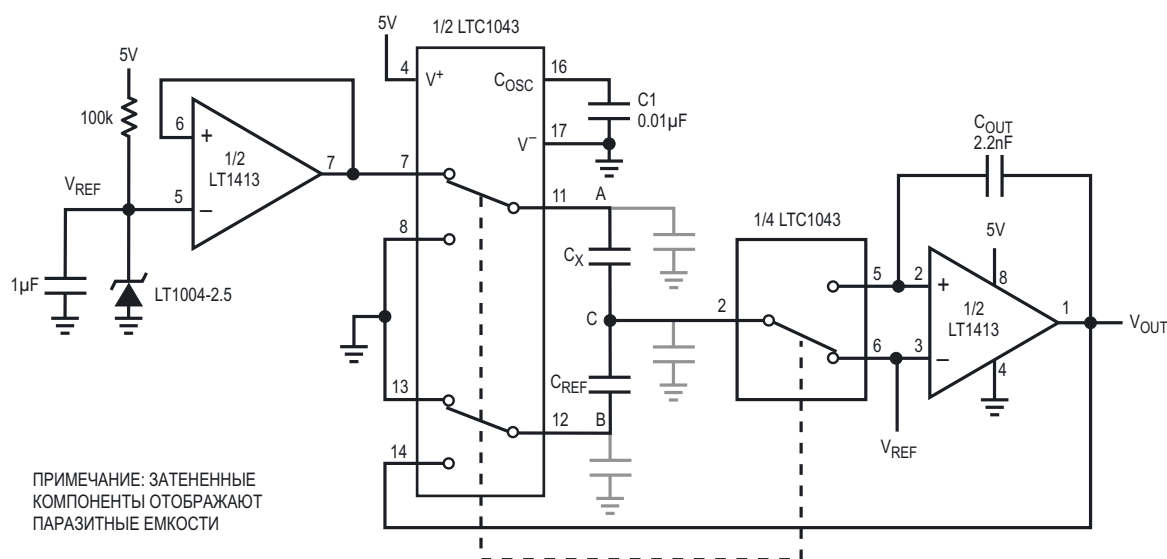 5V
1/2 LTC1043
5V
100k
6
+
1/2
LT1413
7
VREF
5
–
1µF
LT1004-2.5
4
V+
COSC
16
C1
0.01µF
V–
17
7
11
A
8
CX
C
2
1/4 LTC1043
5
6
COUT
2.2nF
5V
8
2
+
1/2
LT1413
1
VOUT
3
–
4
VREF
CREF
13
12
B
14
ПРИМЕЧАНИЕ: ЗАТЕНЕННЫЕ
КОМПОНЕНТЫ ОТОБРАЖАЮТ
ПАРАЗИТНЫЕ ЕМКОСТИ